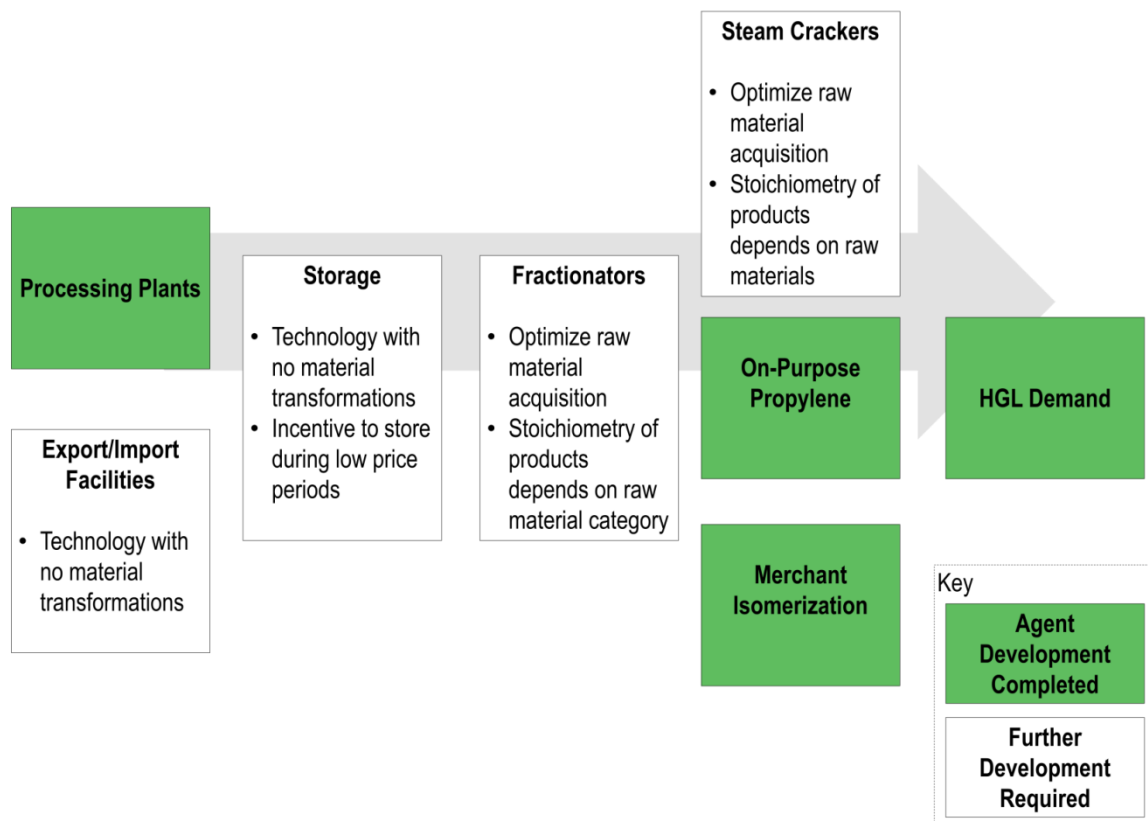 Processing Plants
Export/Import
Facilities
• Technology with
no material
transformations
Storage
• Technology with
no material
transformations
• Incentive to store
during low price
periods
Fractionators
• Optimize raw
material
acquisition
• Stoichiometry of
products
depends on raw
material category
Steam Crackers
• Optimize raw
material
acquisition
• Stoichiometry of
products
depends on raw
materials
On-Purpose
Propylene
Merchant
Isomerization
HGL Demand
Key
Agent
Development
Completed
Further
Development
Required